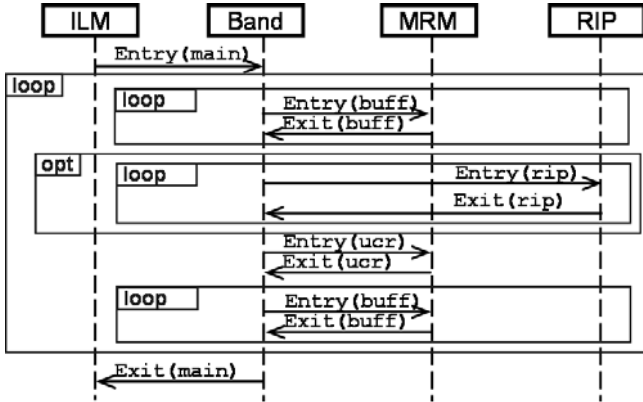 ILM Band MRM RIP
Entry(main)
loop
loop
Entry(buff)
Exit(buff)
opt
loop
Entry(rip)
Exit(rip)
Entry(ucr)
Exit(ucr)
loop
Entry(buff)
Exit(buff)
Exit(main)